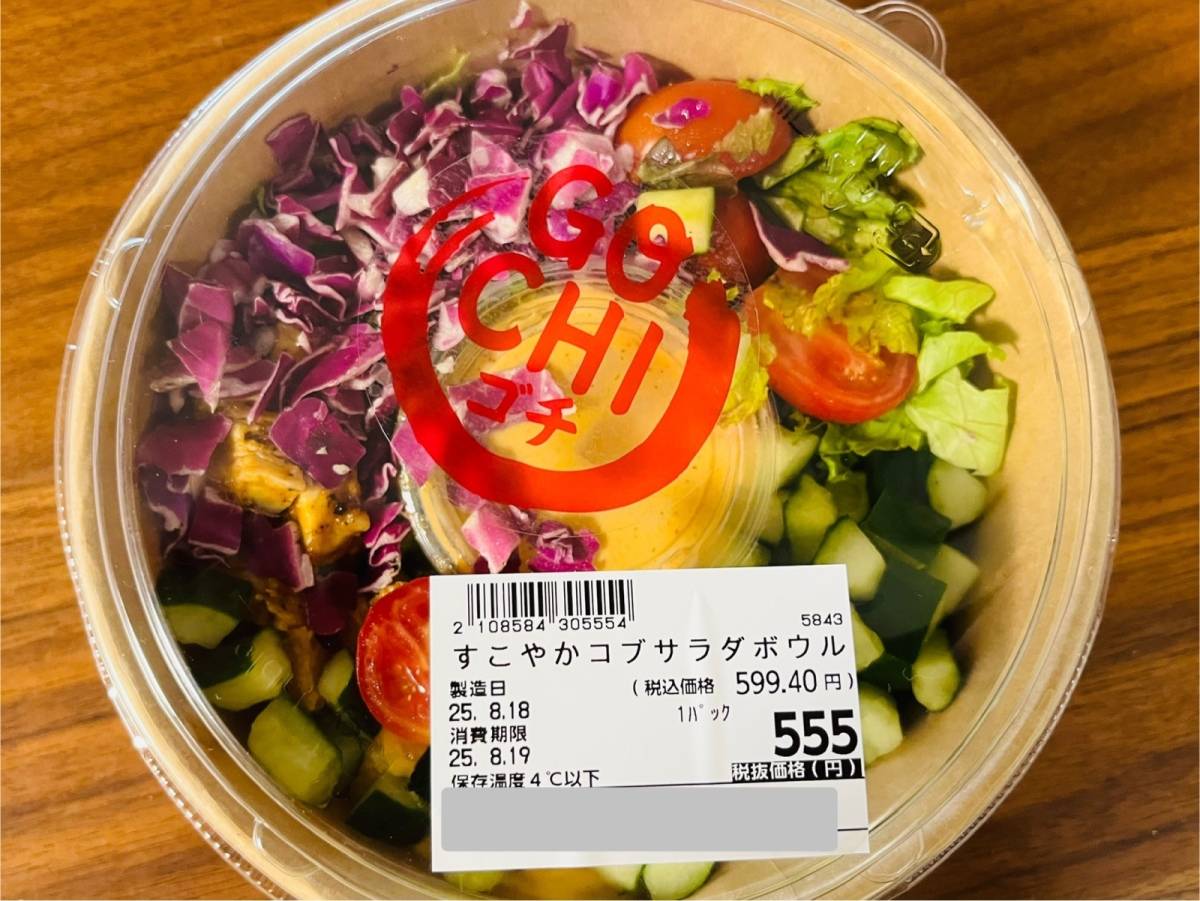 GO
CHI
ゴチ
2 108584 305554
5843
すこやかコブサラダボウル
製造日
(税込価格 599.40円)
25. 8.18
1パック
消費期限
555
25. 8.19
税抜価格(円)
保存温度4℃以下